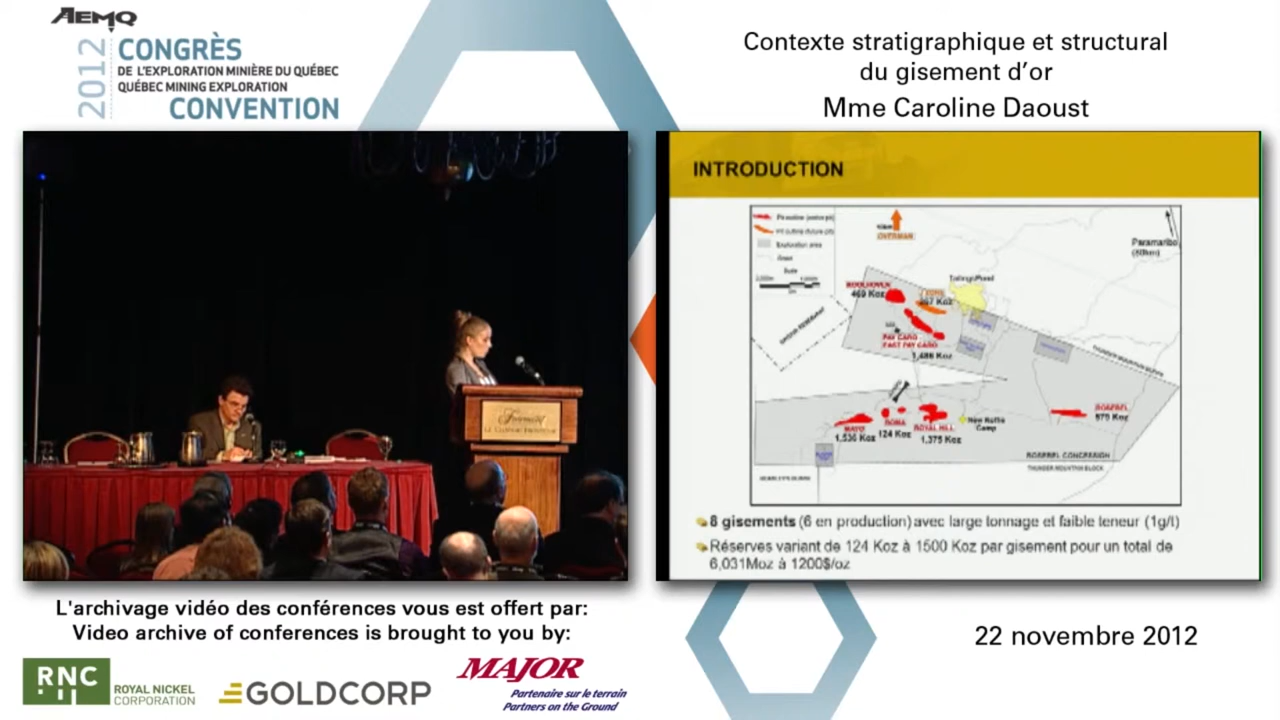 AEMQ
2012
CONGRÈS
DE L'EXPLORATION MINIÈRE DU QUÉBEC
QUÉBEC MINING EXPLORATION
CONVENTION
Contexte stratigraphique et structural
du gisement d'or
Mme Caroline Daoust
INTRODUCTION
Paramaribo
(80km)
Tailings Pond
469 Koz
PAY CARO
EAST PAY CARO
1,486 Koz
MAYO
1,536 Koz
ROMA
124 Koz
ROYAL HILL
1,375 Koz
Camp
ROSEBEL
ROSEBEL CONCESSION
THUNDER MOUNTAIN BLOCK
8 gisements (6 en production) avec large tonnage et faible teneur (1g/t)
Réserves variant de 124 Koz à 1500 Koz par gisement pour un total de
6,031Moz à 1200$/oz
L'archivage vidéo des conférences vous est offert par:
Video archive of conferences is brought to you by:
22 novembre 2012
RNC
ROYAL NICKEL
CORPORATION
GOLDCORP
MAJOR
Partenaire sur le terrain
Partners on the Ground